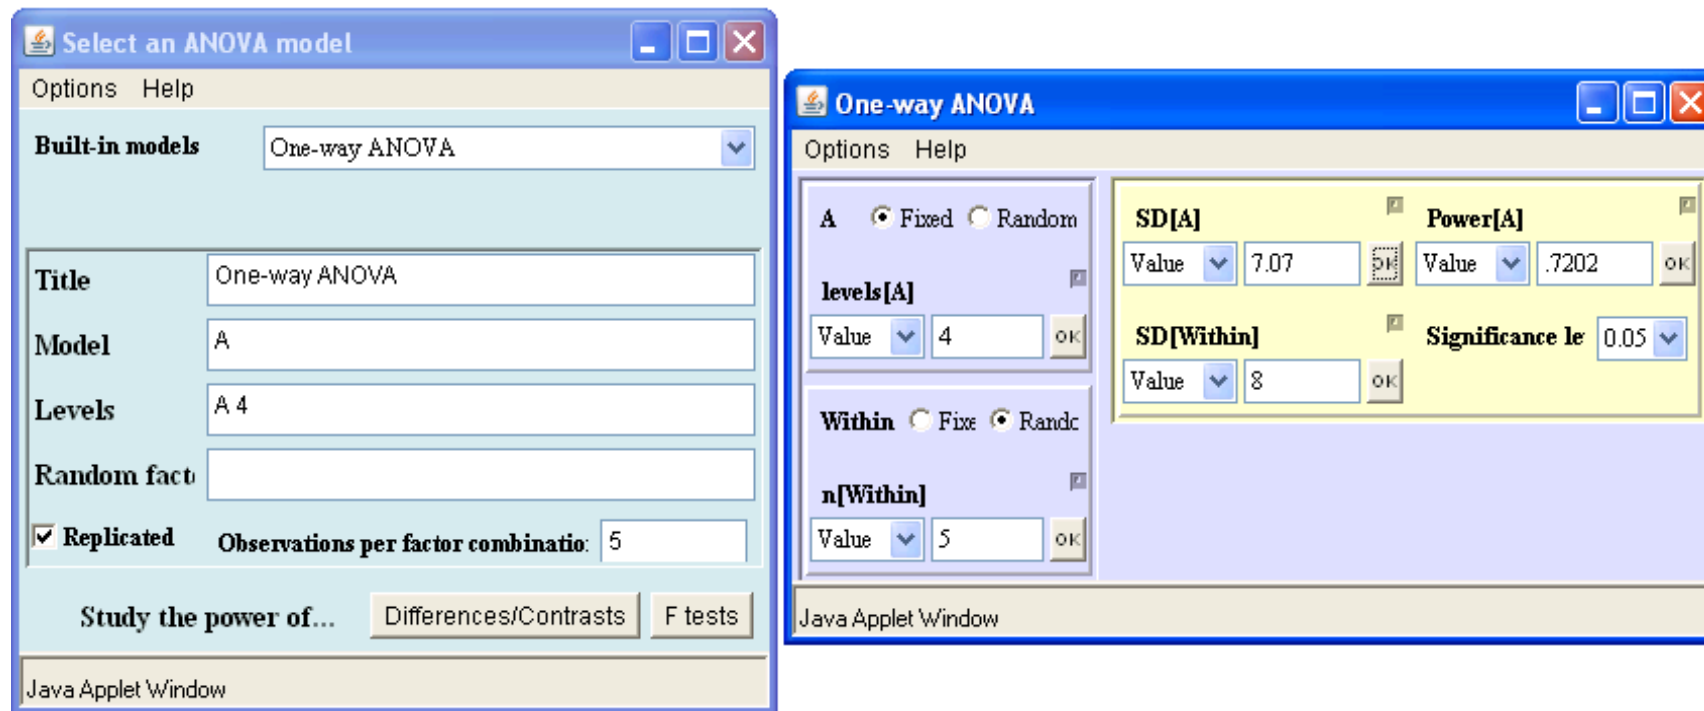 Select an ANOVA model
Options Help
Built-in models One-way ANOVA
Title One-way ANOVA
Model A
Levels A 4
Random facto
Replicated Observations per factor combinatio: 5
Study the power of... Differences/Contrasts F tests
Java Applet Window
One-way ANOVA
Options Help
A Fixed Random
levels[A]
Value 4 OK
Within Fixe Rando
n[Within]
Value 5 OK
SD[A] Power[A]
Value 7.07 OK Value .7202 OK
SD[Within] Significance le 0.05
Value 8 OK
Java Applet Window